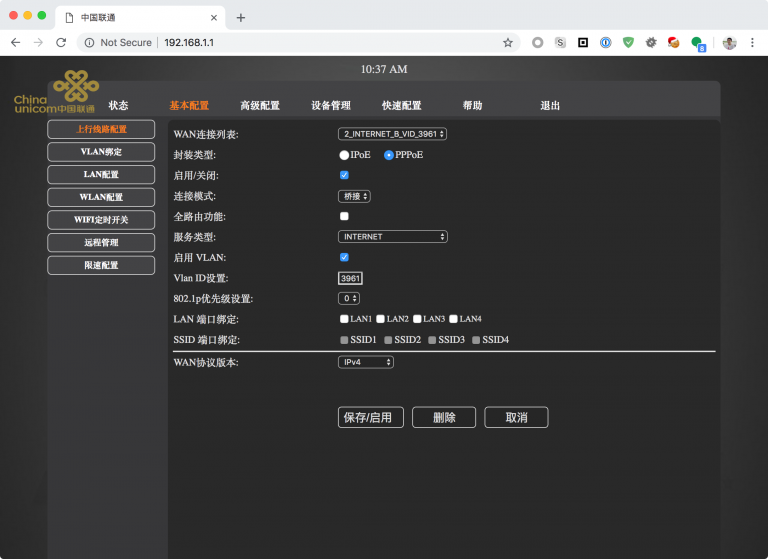 中国联通
Not Secure 192.168.1.1
8
10:37 AM
China unicom中国联通
状态 基本配置 高级配置 设备管理 快速配置 帮助 退出
上行线路配置
VLAN绑定
LAN配置
WLAN配置
WIFI定时开关
远程管理
限速配置
WAN连接列表: 2_INTERNET_B_VID_3961
封装类型: IPoE PPPoE
启用/关闭:
连接模式: 桥接
全路由功能:
服务类型: INTERNET
启用 VLAN:
Vlan ID设置: 3961
802.1p优先级设置: 0
LAN 端口绑定: LAN1 LAN2 LAN3 LAN4
SSID 端口绑定: SSID1 SSID2 SSID3 SSID4
WAN协议版本: IPv4
保存/启用 删除 取消